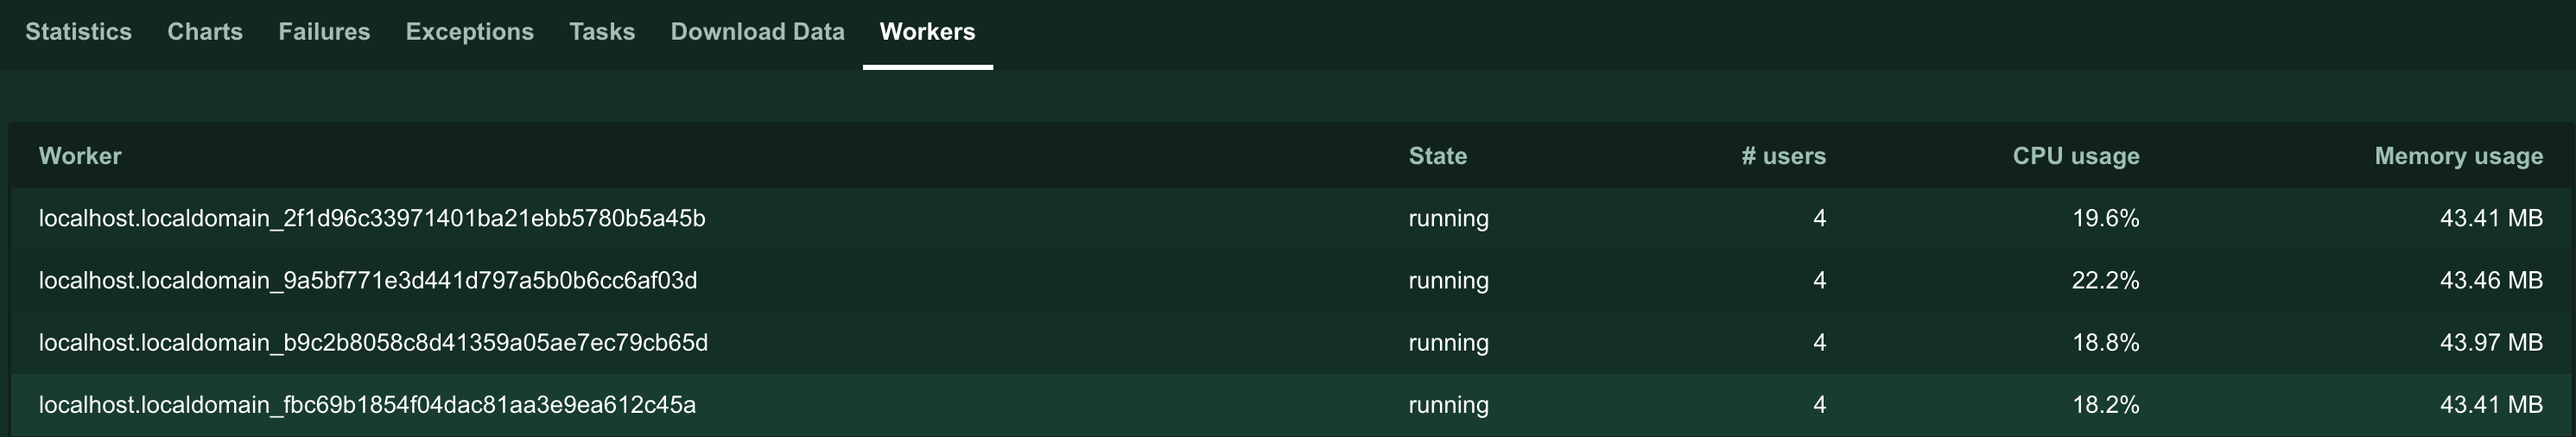 Statistics Charts Failures Exceptions Tasks Download Data Workers
Worker State # users CPU usage Memory usage
localhost.localdomain_2f1d96c33971401ba21ebb5780b5a45b running 4 19.6% 43.41 MB
localhost.localdomain_9a5bf771e3d441d797a5b0b6cc6af03d running 4 22.2% 43.46 MB
localhost.localdomain_b9c2b8058c8d41359a05ae7ec79cb65d running 4 18.8% 43.97 MB
localhost.localdomain_fbc69b1854f04dac81aa3e9ea612c45a running 4 18.2% 43.41 MB